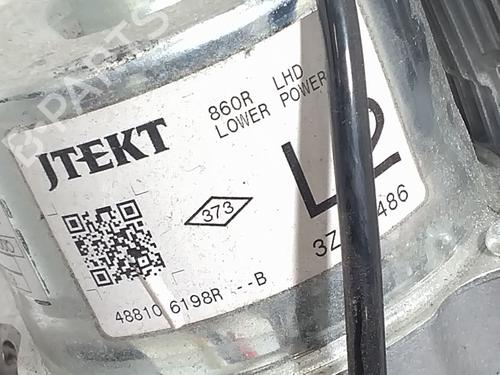 JTEKT
860R LHD
LOWER POWER
L2
373
3Z 486
48810 6198R --B